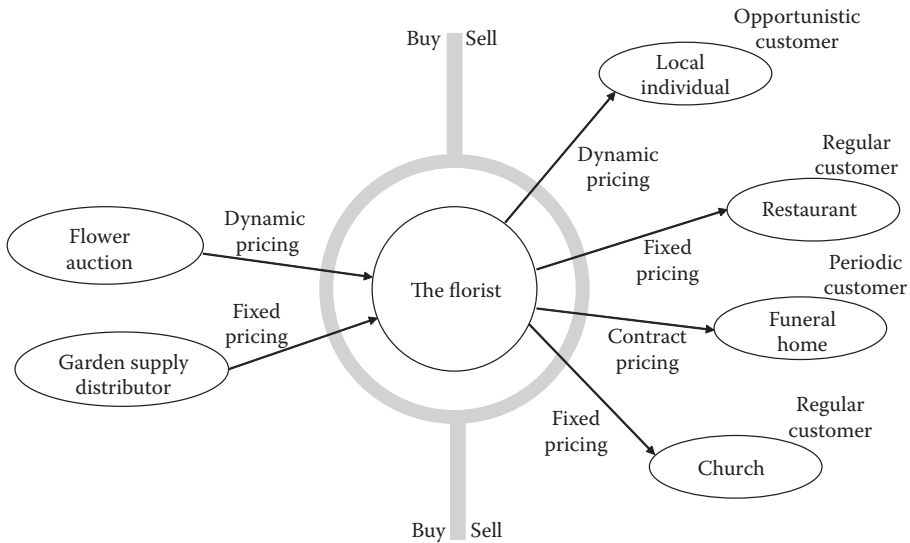 Opportunistic
customer
Buy
Sell
Local
individual
Dynamic
pricing
Regular
customer
Restaurant
Fixed
pricing
Dynamic
pricing
Flower
auction
The florist
Periodic
customer
Funeral
home
Contract
pricing
Fixed
pricing
Garden supply
distributor
Fixed
pricing
Regular
customer
Church
Buy
Sell